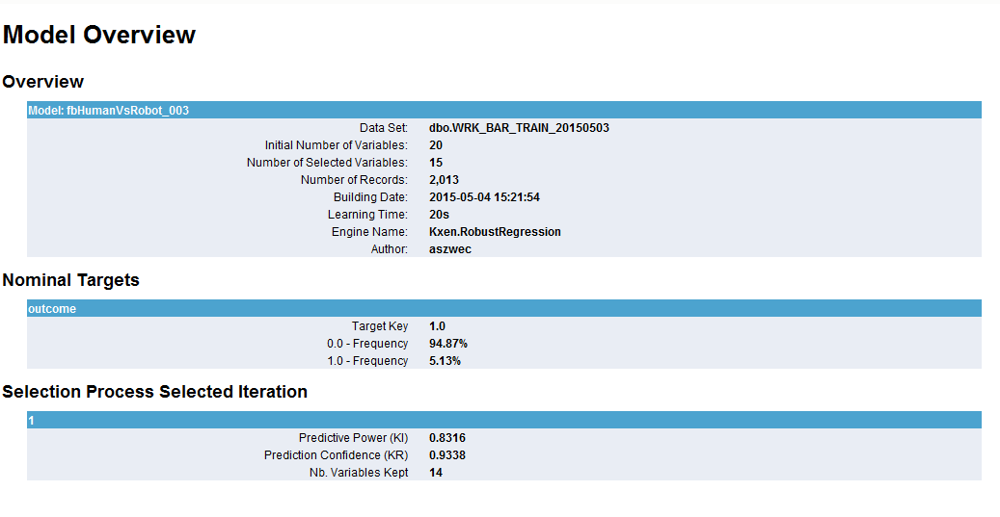 Model Overview
Overview
Model: fbHumanVsRobot_003
Data Set: dbo.WRK_BAR_TRAIN_20150503
Initial Number of Variables: 20
Number of Selected Variables: 15
Number of Records: 2,013
Building Date: 2015-05-04 15:21:54
Learning Time: 20s
Engine Name: Kxen.RobustRegression
Author: aszwec
Nominal Targets
outcome
Target Key 1.0
0.0 - Frequency 94.87%
1.0 - Frequency 5.13%
Selection Process Selected Iteration
1
Predictive Power (KI) 0.8316
Prediction Confidence (KR) 0.9338
Nb. Variables Kept 14